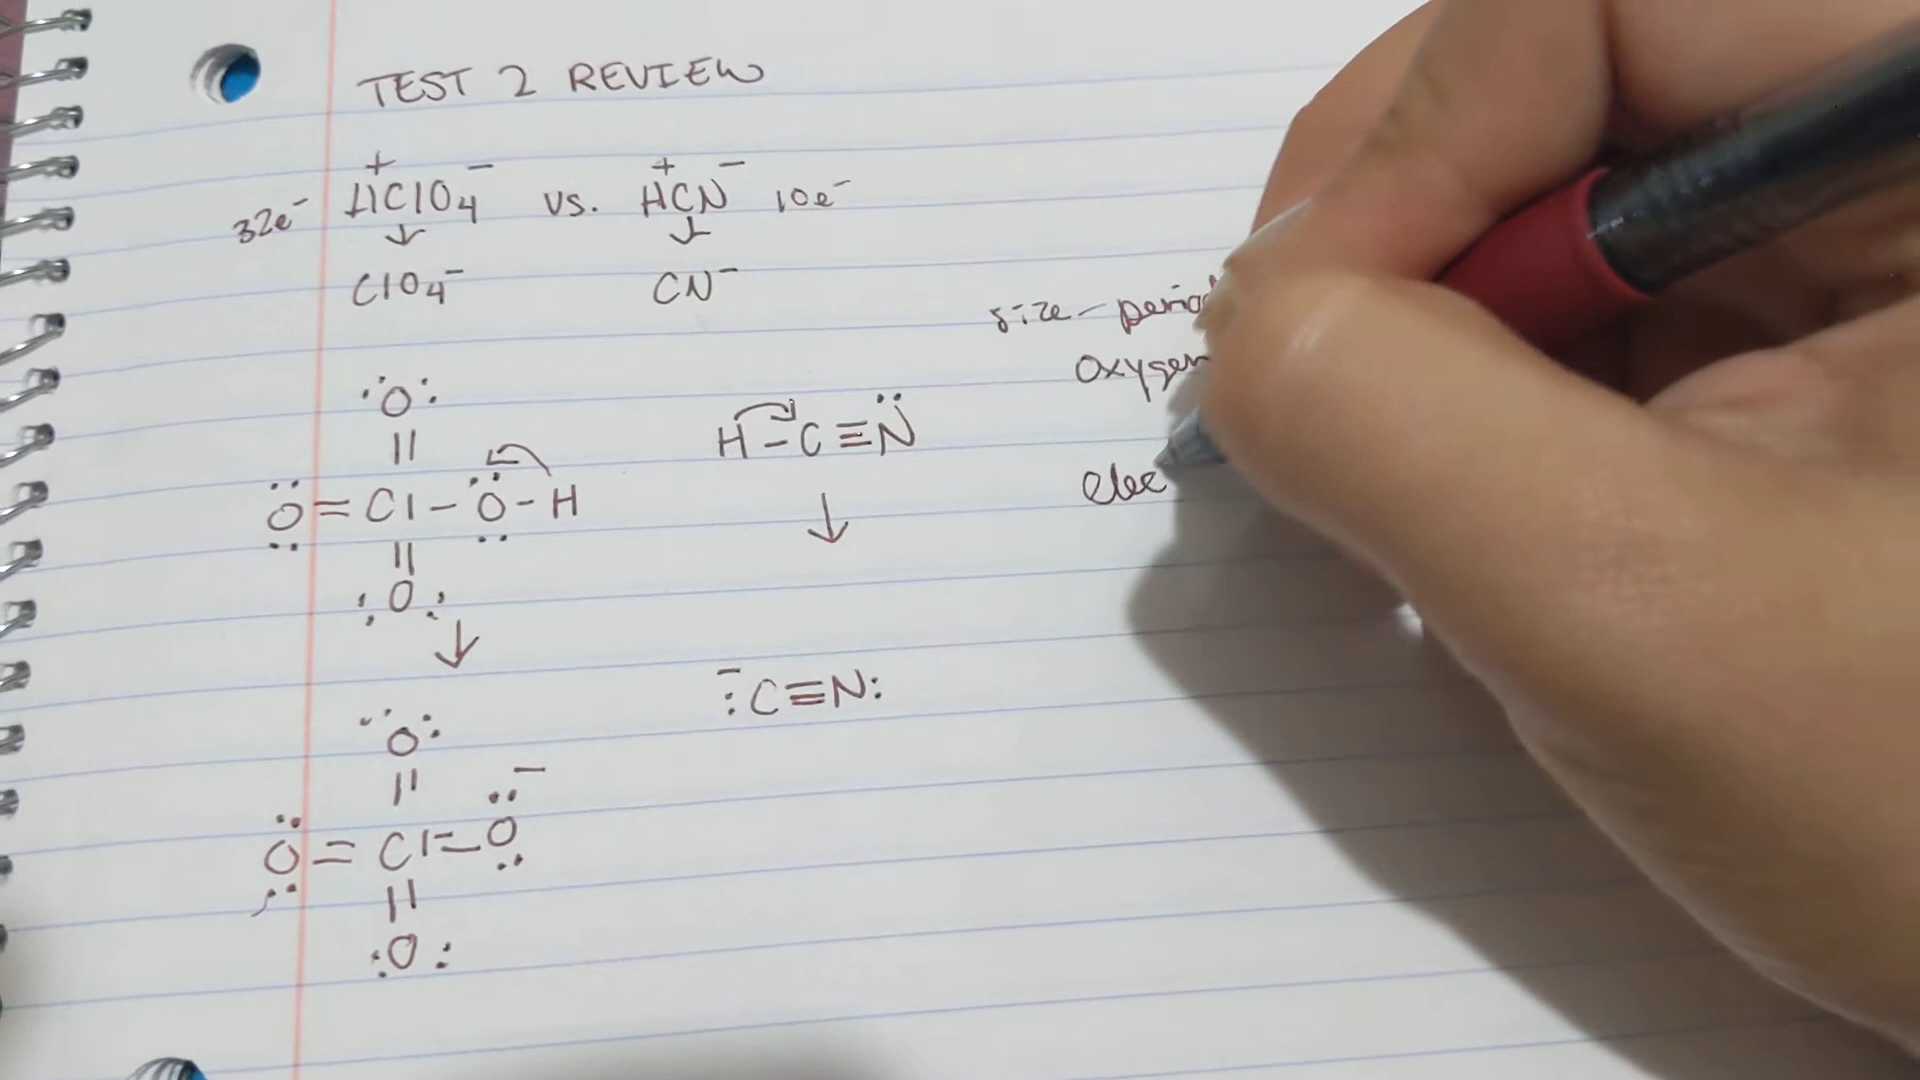 TEST 2 REVIEW
+ − + −
32e⁻ HClO₄ vs. HCN 10e⁻
↓ ↓
ClO₄⁻ CN⁻
size - period
oxygen
:Ö:
||
H - C ≡ N̈
Ö = Cl - Ö - H
elec
||
:O:
↓ ↓
:C̄ ≡ N:
:Ö:
||
Ö = Cl = Ö⁻
||
:O: